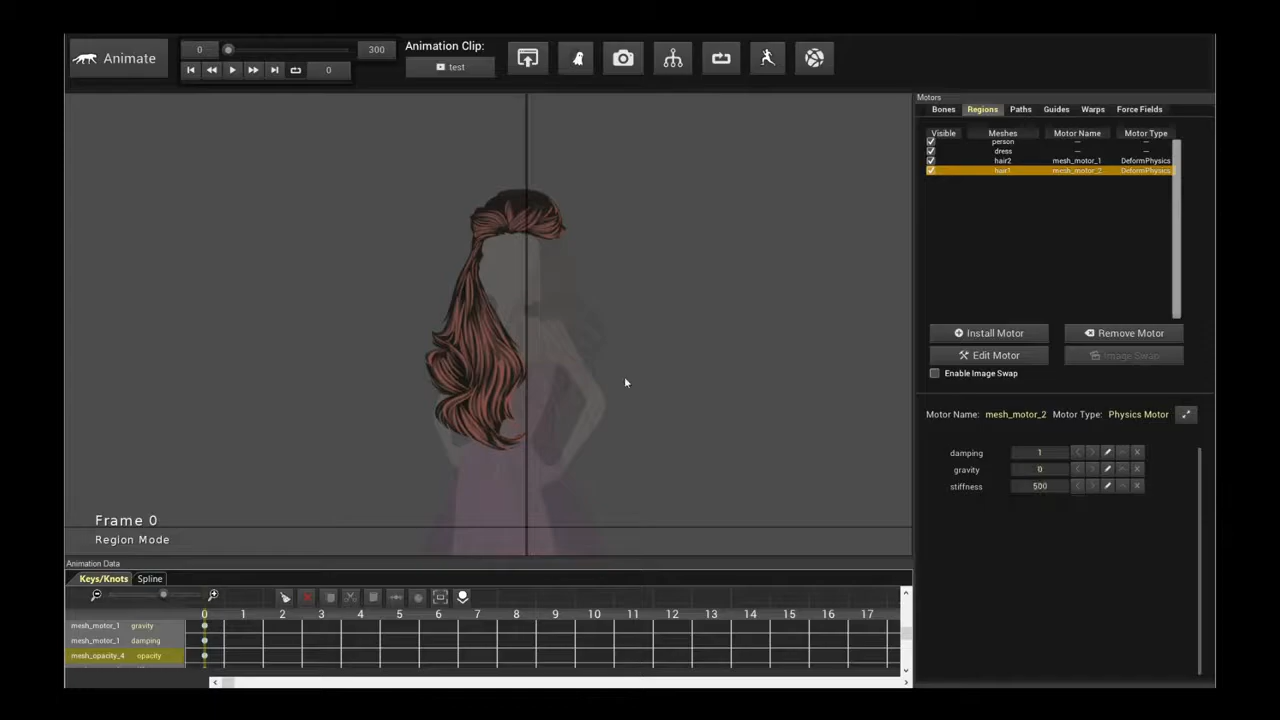 Animate
0
300
Animation Clip:
test
0
Motors
Bones
Regions
Paths
Guides
Warps
Force Fields
Visible
Meshes
Motor Name
Motor Type
person
dress
hair2 mesh_motor_1 DeformPhysics
hair1 mesh_motor_2 DeformPhysics
Install Motor
Remove Motor
Edit Motor
Image Swap
Enable Image Swap
Motor Name: mesh_motor_2 Motor Type: Physics Motor
damping 1
gravity 0
stiffness 500
Frame 0
Region Mode
Animation Data
Keys/Knots
Spline
0 1 2 3 4 5 6 7 8 9 10 11 12 13 14 15 16 17
mesh_motor_1 gravity
mesh_motor_1 damping
mesh_opacity_4 opacity